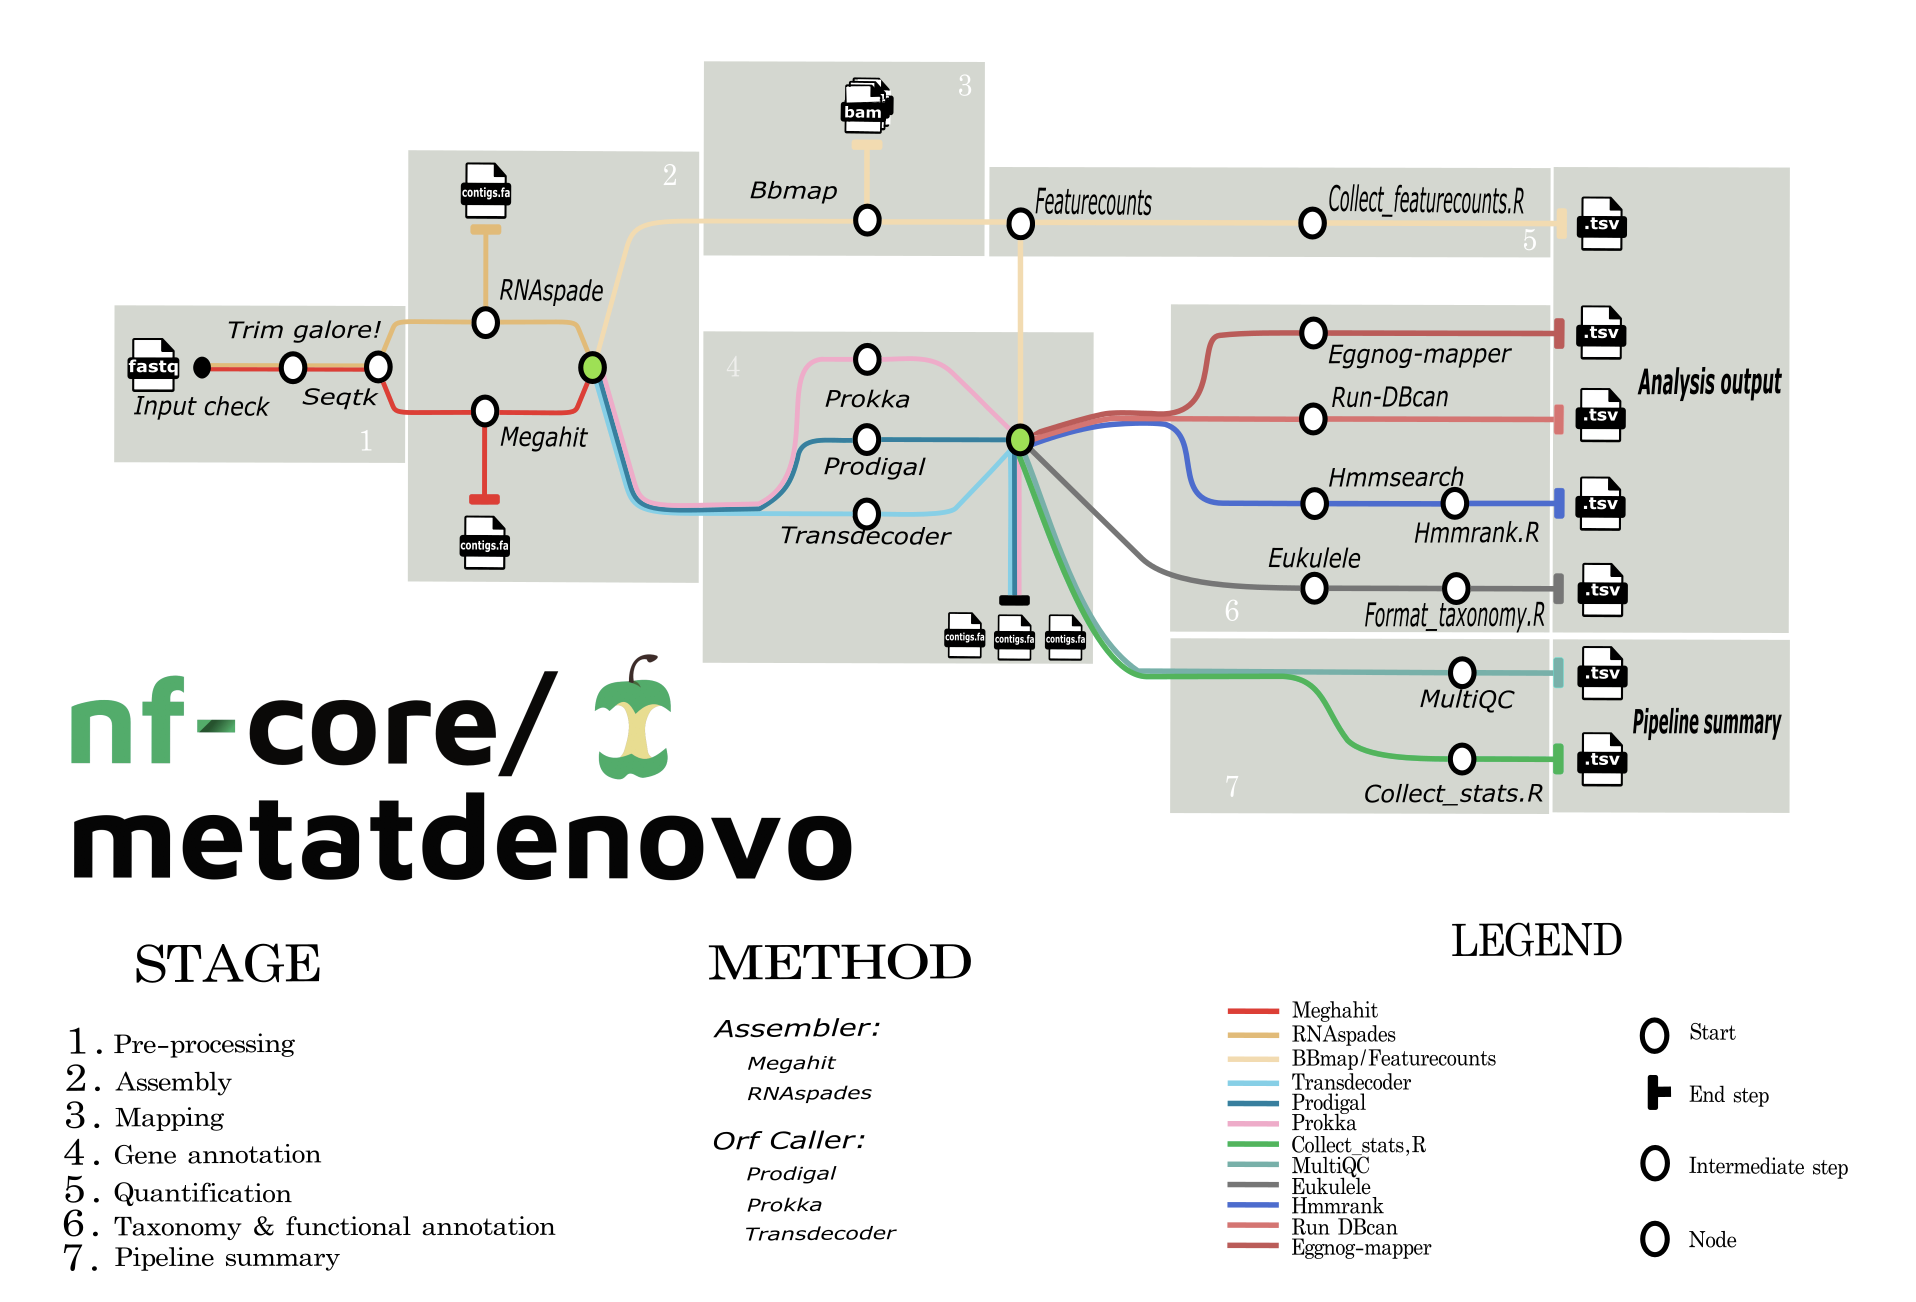 3
bam
2
contigs.fa
Bbmap
Featurecounts
Collect_featurecounts.R
.tsv
5
RNAspade
Trim galore!
fastq
Input check
Seqtk
1
Megahit
contigs.fa
4
Prokka
Prodigal
Transdecoder
contigs.fa
contigs.fa
contigs.fa
Eggnog-mapper
.tsv
Run-DBcan
.tsv
Hmmsearch
Hmmrank.R
.tsv
Eukulele
Format_taxonomy.R
.tsv
6
Analysis output
MultiQC
.tsv
Pipeline summary
Collect_stats.R
.tsv
7
nf-core/
metatdenovo
STAGE
1. Pre-processing
2. Assembly
3. Mapping
4. Gene annotation
5. Quantification
6. Taxonomy & functional annotation
7. Pipeline summary
METHOD
Assembler:
Megahit
RNAspades
Orf Caller:
Prodigal
Prokka
Transdecoder
LEGEND
Meghahit
RNAspades
BBmap/Featurecounts
Transdecoder
Prodigal
Prokka
Collect_stats,R
MultiQC
Eukulele
Hmmrank
Run DBcan
Eggnog-mapper
Start
End step
Intermediate step
Node